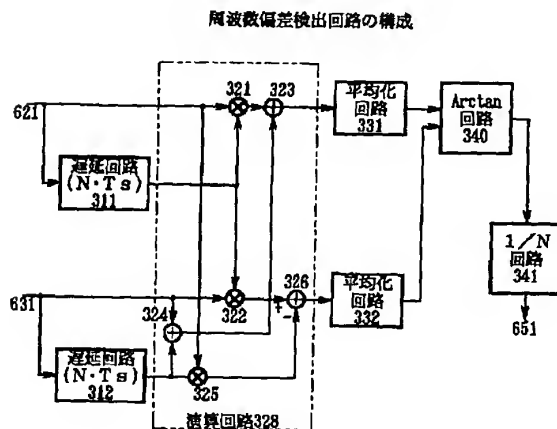 周波数偏差検出回路の構成
621
321
323
平均化
回路
331
Arctan
回路
340
遅延回路
(N・Ts)
311
1/N
回路
341
631
324
322
326
+
-
平均化
回路
332
651
遅延回路
(N・Ts)
312
325
演算回路328